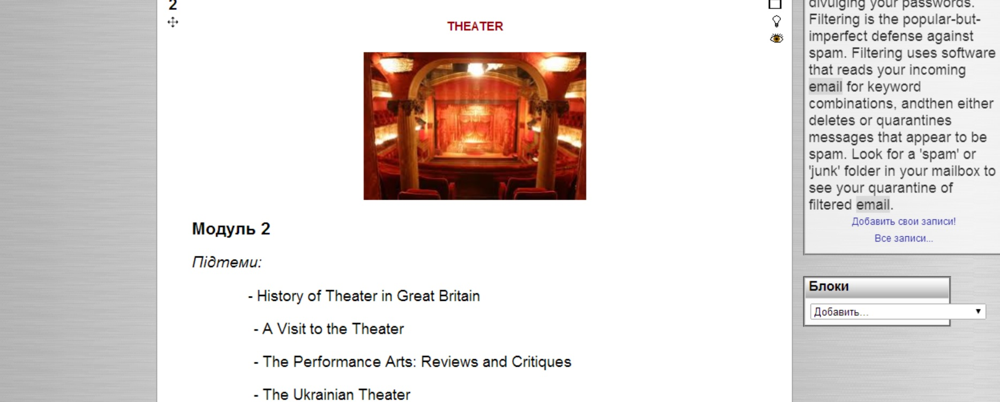 2
THEATER
Модуль 2
Підтеми:
- History of Theater in Great Britain
- A Visit to the Theater
- The Performance Arts: Reviews and Critiques
- The Ukrainian Theater
divulging your passwords.
Filtering is the popular-but-
imperfect defense against
spam. Filtering uses software
that reads your incoming
email for keyword
combinations, andthen either
deletes or quarantines
messages that appear to be
spam. Look for a 'spam' or
'junk' folder in your mailbox to
see your quarantine of
filtered email.
Добавить свои записи!
Все записи...
Блоки
Добавить...